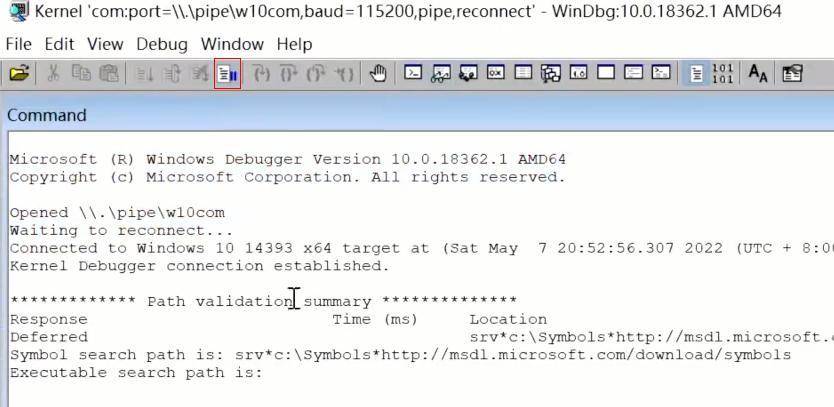 Kernel 'com:port=\\.\pipe\w10com,baud=115200,pipe,reconnect' - WinDbg:10.0.18362.1 AMD64
File Edit View Debug Window Help
Command
Microsoft (R) Windows Debugger Version 10.0.18362.1 AMD64
Copyright (c) Microsoft Corporation. All rights reserved.
Opened \\.\pipe\w10com
Waiting to reconnect...
Connected to Windows 10 14393 x64 target at (Sat May  7 20:52:56.307 2022 (UTC + 8:00
Kernel Debugger connection established.
************* Path validation summary **************
Response                         Time (ms)     Location
Deferred                                       srv*c:\Symbols*http://msdl.microsoft.c
Symbol search path is: srv*c:\Symbols*http://msdl.microsoft.com/download/symbols
Executable search path is: